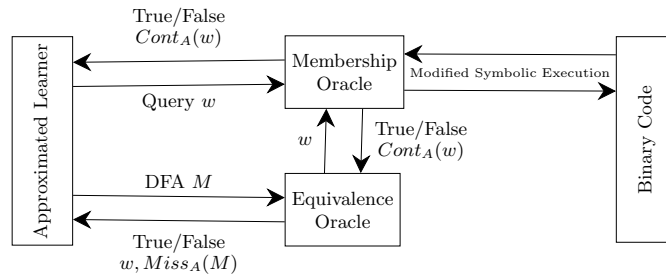 True/False
Cont_A(w)
Query w
Approximated Learner
Membership
Oracle
Modified Symbolic Execution
Binary Code
w
True/False
Cont_A(w)
DFA M
Equivalence
Oracle
True/False
w, Miss_A(M)